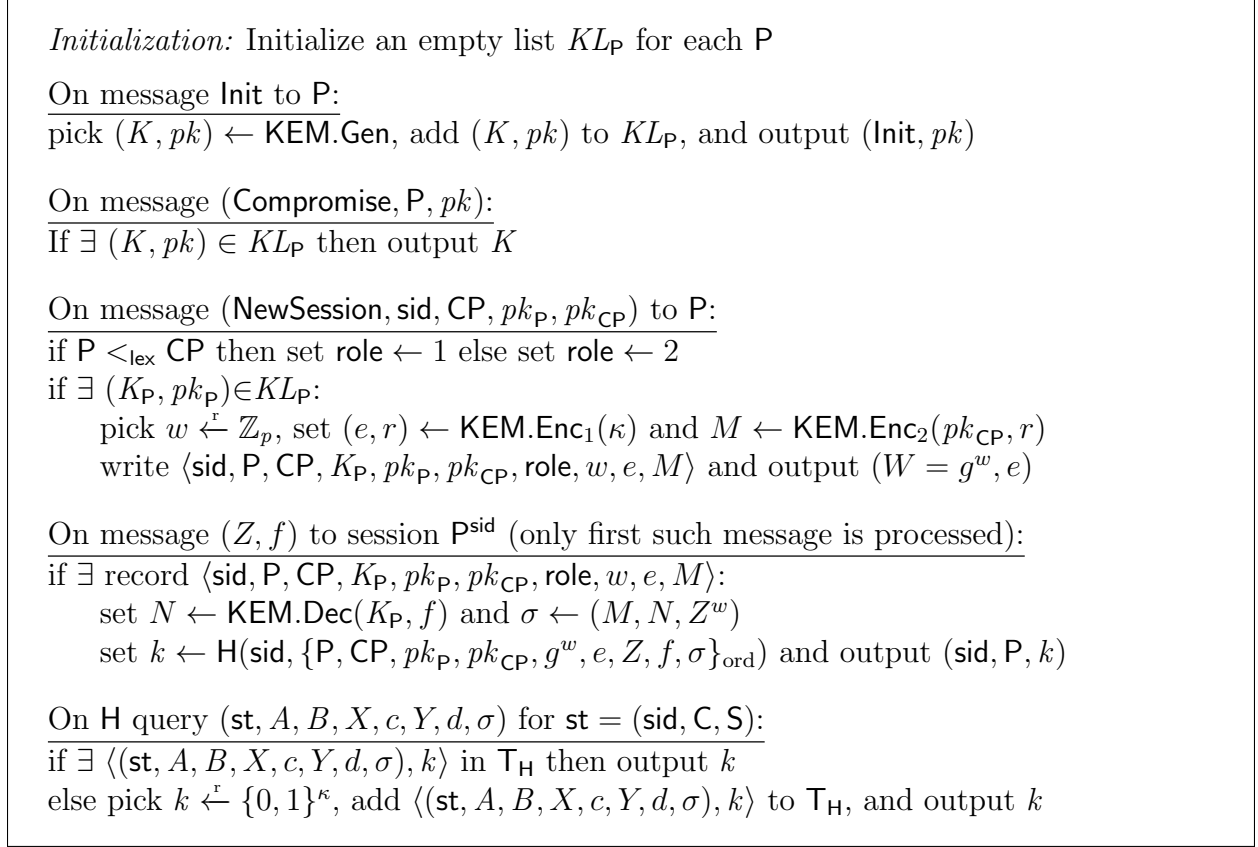 Initialization: Initialize an empty list KL_P for each P
On message Init to P:
pick (K, pk) ← KEM.Gen, add (K, pk) to KL_P, and output (Init, pk)
On message (Compromise, P, pk):
If ∃ (K, pk) ∈ KL_P then output K
On message (NewSession, sid, CP, pk_P, pk_CP) to P:
if P <_lex CP then set role ← 1 else set role ← 2
if ∃ (K_P, pk_P)∈KL_P:
pick w ←^r ℤ_p, set (e, r) ← KEM.Enc_1(κ) and M ← KEM.Enc_2(pk_CP, r)
write ⟨sid, P, CP, K_P, pk_P, pk_CP, role, w, e, M⟩ and output (W = g^w, e)
On message (Z, f) to session P^sid (only first such message is processed):
if ∃ record ⟨sid, P, CP, K_P, pk_P, pk_CP, role, w, e, M⟩:
set N ← KEM.Dec(K_P, f) and σ ← (M, N, Z^w)
set k ← H(sid, {P, CP, pk_P, pk_CP, g^w, e, Z, f, σ}_ord) and output (sid, P, k)
On H query (st, A, B, X, c, Y, d, σ) for st = (sid, C, S):
if ∃ ⟨(st, A, B, X, c, Y, d, σ), k⟩ in T_H then output k
else pick k ←^r {0, 1}^κ, add ⟨(st, A, B, X, c, Y, d, σ), k⟩ to T_H, and output k